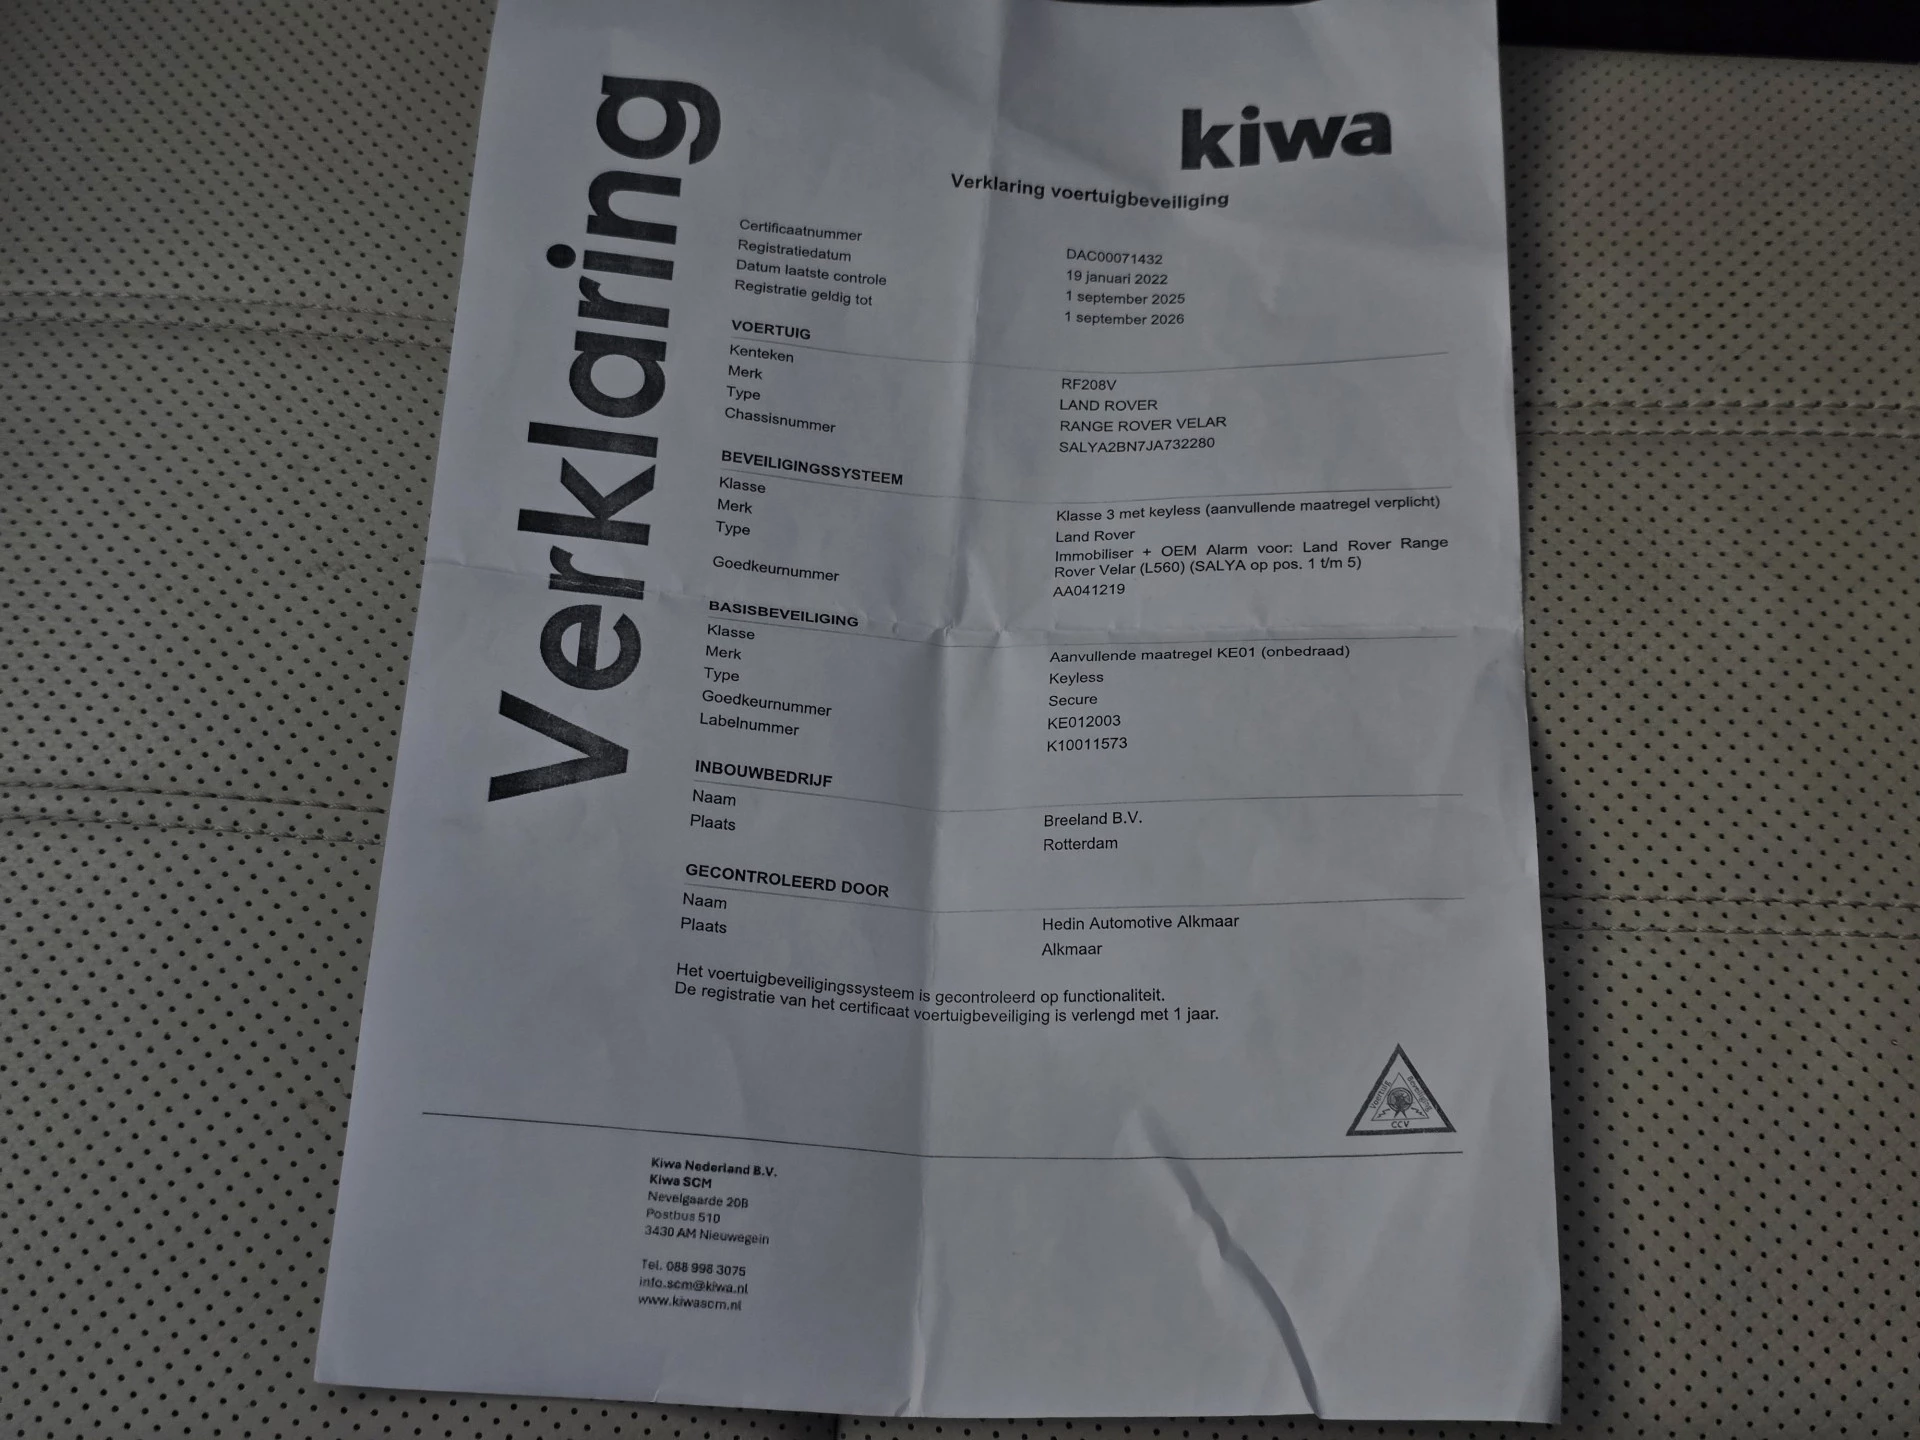 Verklaring
kiwa
Verklaring voertuigbeveiliging
Certificaatnummer DAC00071432
Registratiedatum 19 januari 2022
Datum laatste controle 1 september 2025
Registratie geldig tot 1 september 2026
VOERTUIG
Kenteken RF208V
Merk LAND ROVER
Type RANGE ROVER VELAR
Chassisnummer SALYA2BN7JA732280
BEVEILIGINGSSYSTEEM
Klasse Klasse 3 met keyless (aanvullende maatregel verplicht)
Merk Land Rover
Type Immobiliser + OEM Alarm voor: Land Rover Range
Rover Velar (L560) (SALYA op pos. 1 t/m 5)
Goedkeurnummer AA041219
BASISBEVEILIGING
Klasse Aanvullende maatregel KE01 (onbedraad)
Merk Keyless
Type Secure
Goedkeurnummer KE012003
Labelnummer K10011573
INBOUWBEDRIJF
Naam Breeland B.V.
Plaats Rotterdam
GECONTROLEERD DOOR
Naam Hedin Automotive Alkmaar
Plaats Alkmaar
Het voertuigbeveiligingssysteem is gecontroleerd op functionaliteit.
De registratie van het certificaat voertuigbeveiliging is verlengd met 1 jaar.
Voertuig Beveiliging
CCV
Kiwa Nederland B.V.
Kiwa SCM
Nevelgaarde 20B
Postbus 510
3430 AM Nieuwegein
Tel. 088 998 3075
info.scm@kiwa.nl
www.kiwascm.nl